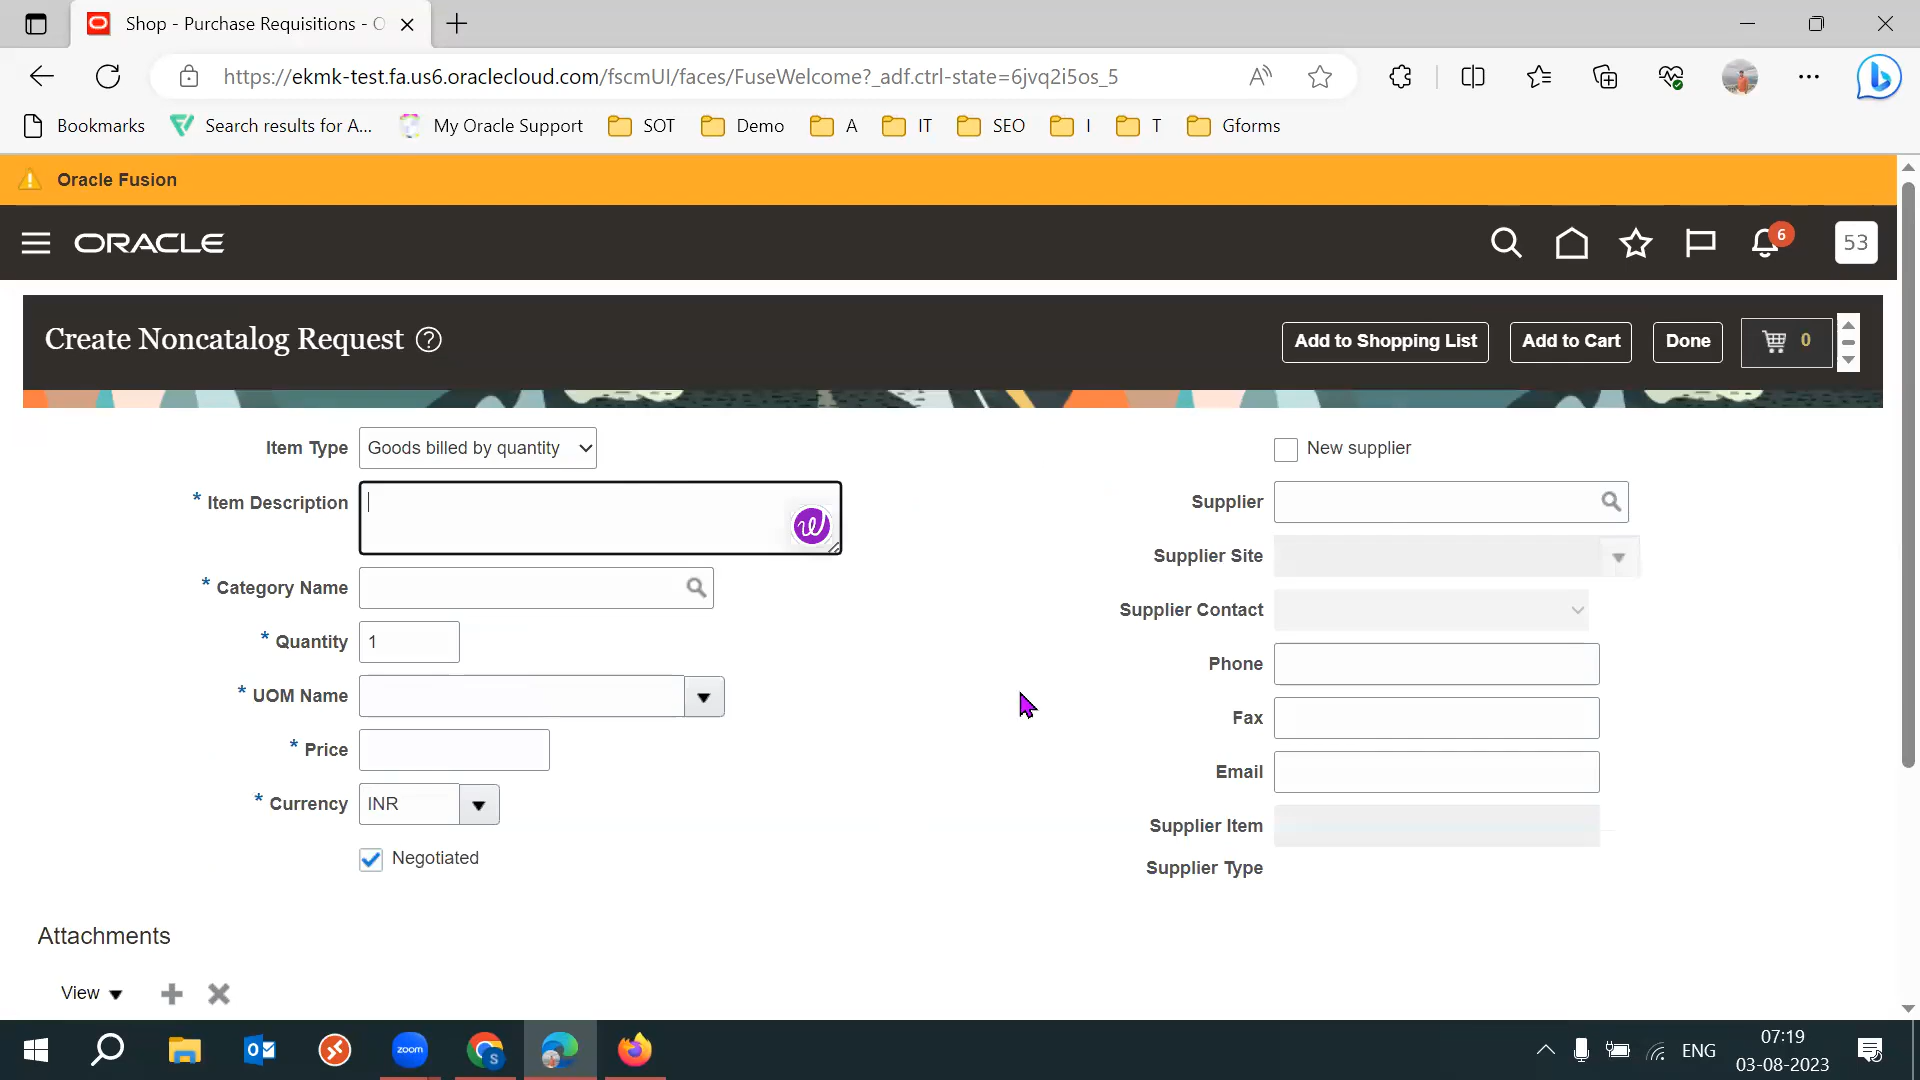 Shop - Purchase Requisitions - O
https://ekmk-test.fa.us6.oraclecloud.com/fscmUI/faces/FuseWelcome?_adf.ctrl-state=6jvq2i5os_5
Bookmarks
Search results for A...
My Oracle Support
SOT
Demo
A
IT
SEO
I
T
Gforms
Oracle Fusion
ORACLE
6
53
Create Noncatalog Request
Add to Shopping List
Add to Cart
Done
0
Item Type Goods billed by quantity
* Item Description
* Category Name
* Quantity 1
* UOM Name
* Price
* Currency INR
Negotiated
New supplier
Supplier
Supplier Site
Supplier Contact
Phone
Fax
Email
Supplier Item
Supplier Type
Attachments
View
zoom
S
ENG
07:19
03-08-2023